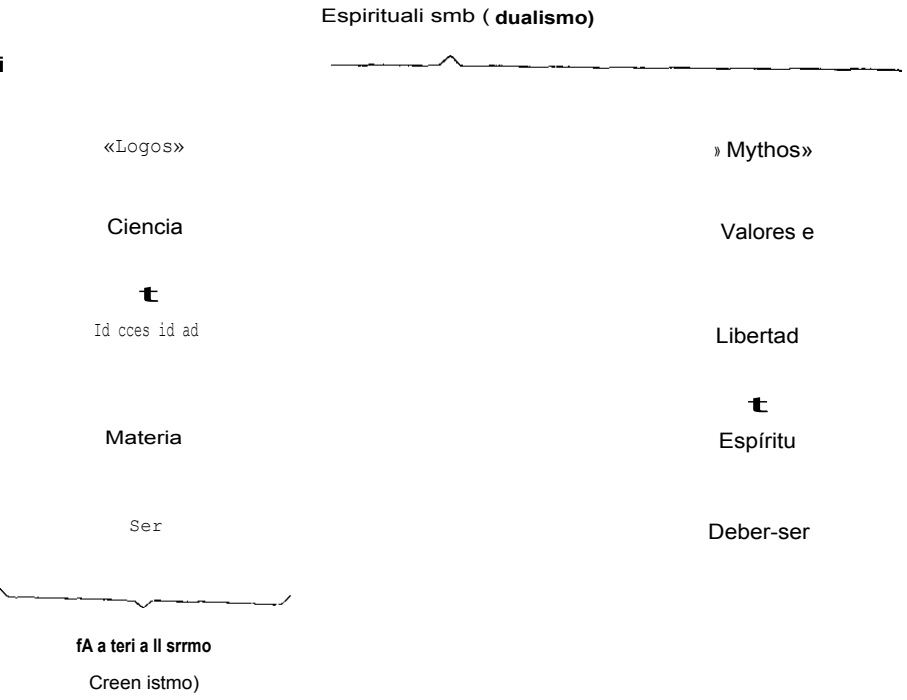 Espirituali smb ( dualismo)
i
«Logos» » Mythos»
Ciencia Valores e
t
Id cces id ad Libertad
t
Materia Espíritu
Ser Deber-ser
fA a teri a ll srrmo
Creen istmo)